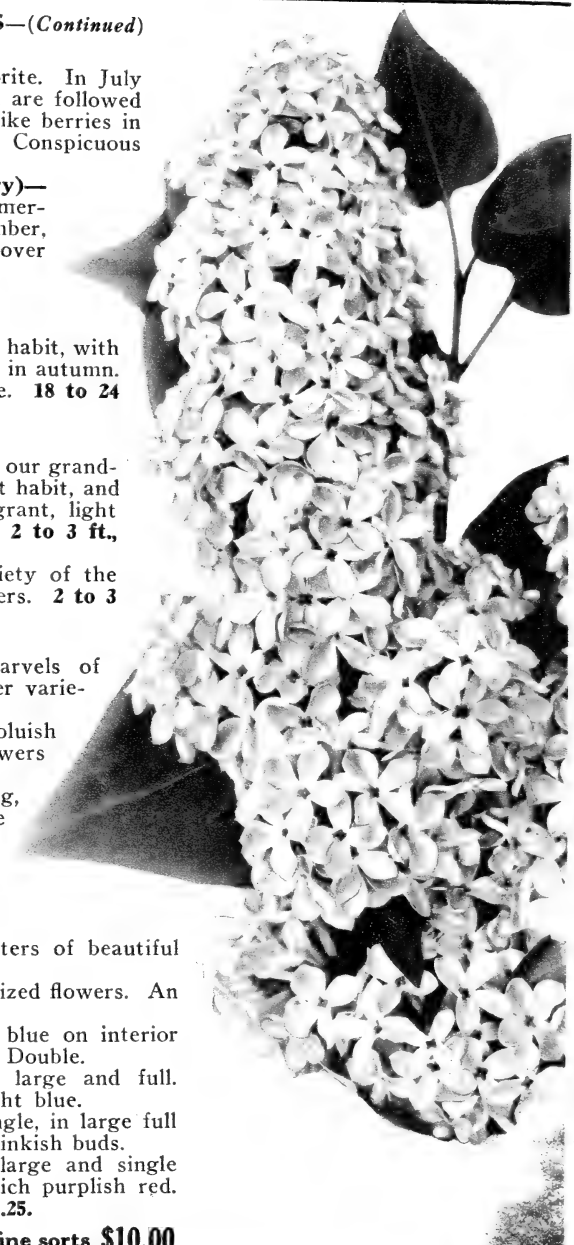 S—(Continued)
rite. In July
are followed
ike berries in
Conspicuous
ry)—
mer-
nber,
over
habit, with
in autumn.
e. 18 to 24
our grand-
t habit, and
grant, light
2 to 3 ft.,
iety of the
ers. 2 to 3
arvels of
er varie-
bluish
wers
g,
e
ters of beautiful
ized flowers. An
blue on interior
Double.
large and full.
ht blue.
ngle, in large full
inkish buds.
large and single
ich purplish red.
.25.
ine sorts $10.00